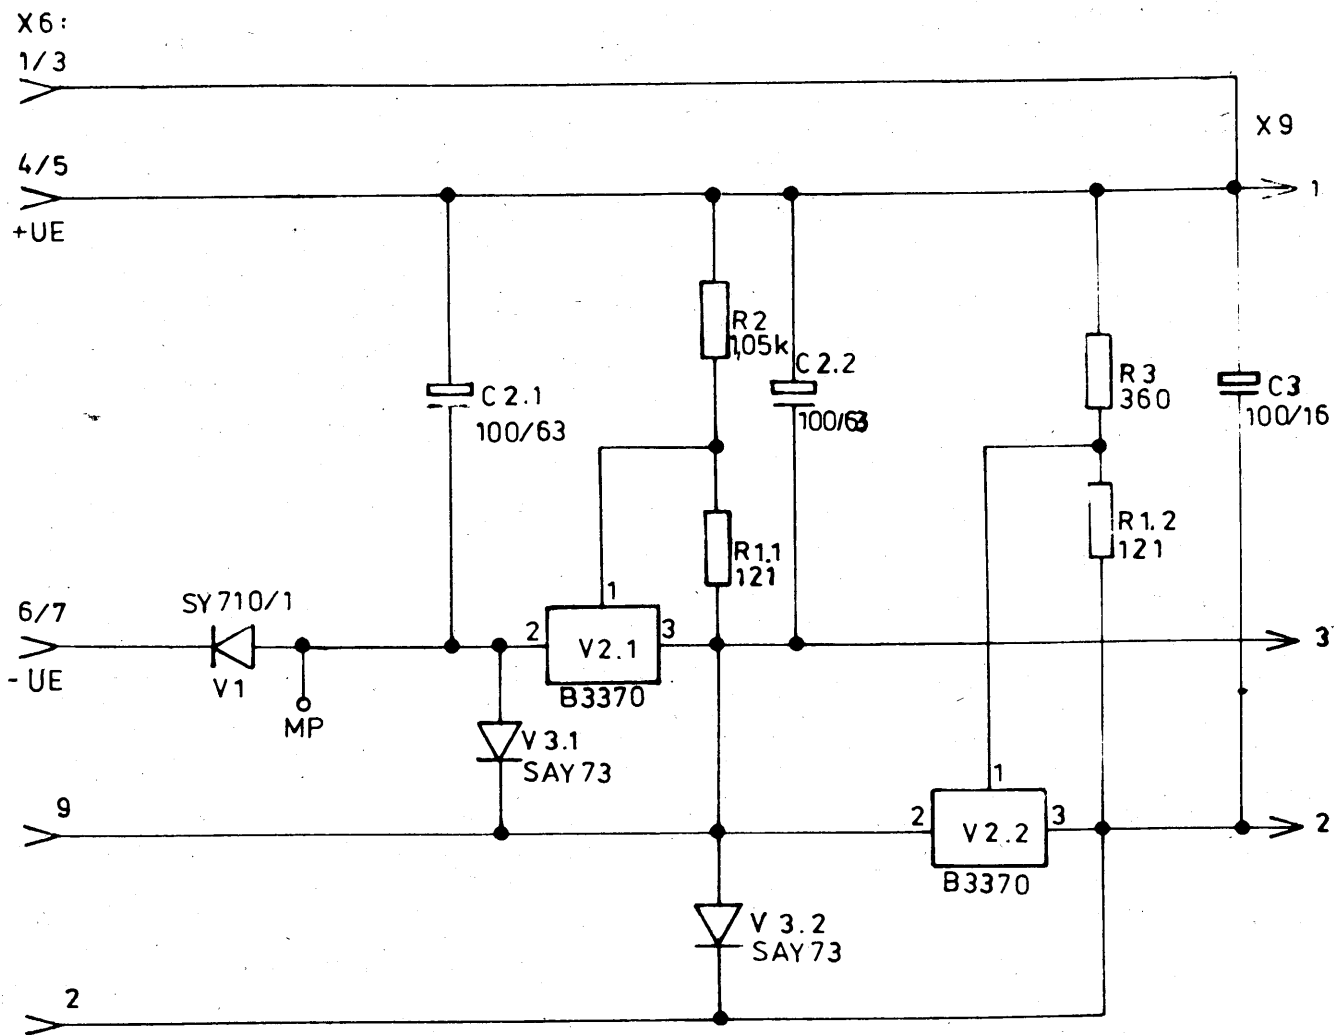 X6:
1/3
X9
4/5
1
+UE
R2
1,05k
C2.2
100/63
C2.1
100/63
R3
360
C3
100/16
R1.2
121
R1.1
121
1
SY710/1
6/7
2
V2.1
3
3
-UE
V1
B3370
MP
V3.1
SAY73
1
9
2
V2.2
3
2
B3370
V3.2
SAY73
2